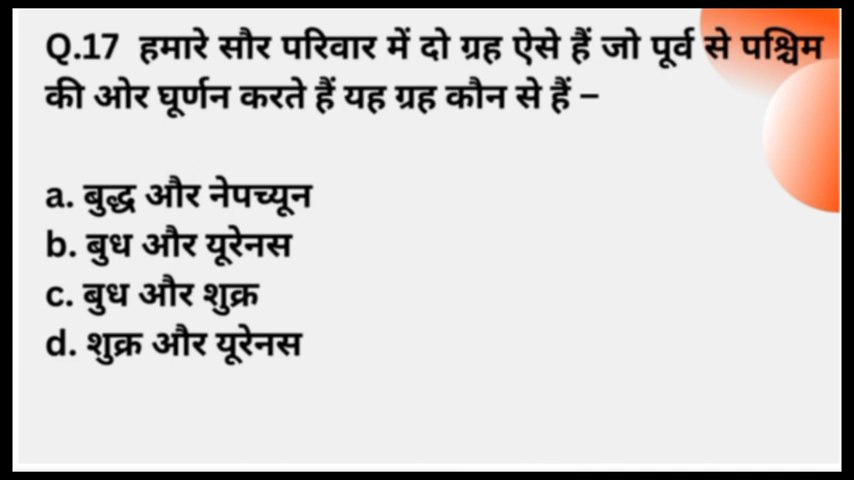 Q.17 हमारे सौर परिवार में दो ग्रह ऐसे हैं जो पूर्व से पश्चिम
की ओर घूर्णन करते हैं यह ग्रह कौन से हैं –
a. बुद्ध और नेपच्यून
b. बुध और यूरेनस
c. बुध और शुक्र
d. शुक्र और यूरेनस